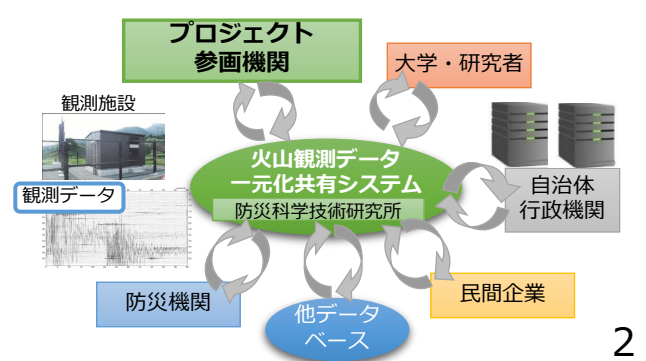 プロジェクト
参画機関
大学・研究者
観測施設
火山観測データ
一元化共有システム
防災科学技術研究所
観測データ
自治体
行政機関
防災機関
他データ
ベース
民間企業
2